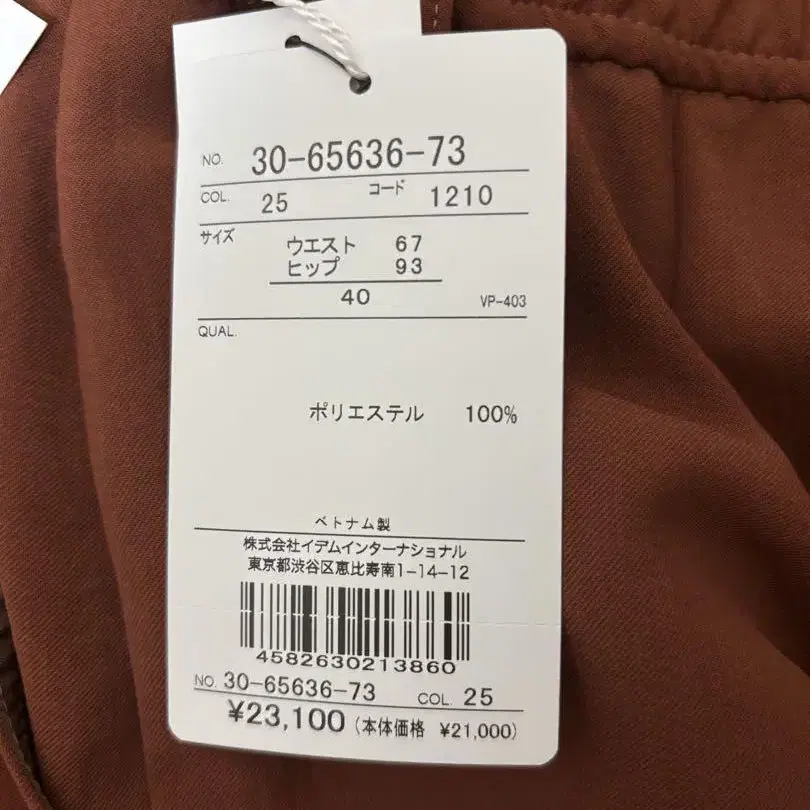 NO. 30-65636-73
COL. 25 コード 1210
サイズ ウエスト 67
ヒップ 93
40 VP-403
QUAL.
ポリエステル 100%
ベトナム製
株式会社イデムインターナショナル
東京都渋谷区恵比寿南1-14-12
4582630213860
NO. 30-65636-73 COL. 25
¥23,100 (本体価格 ¥21,000)